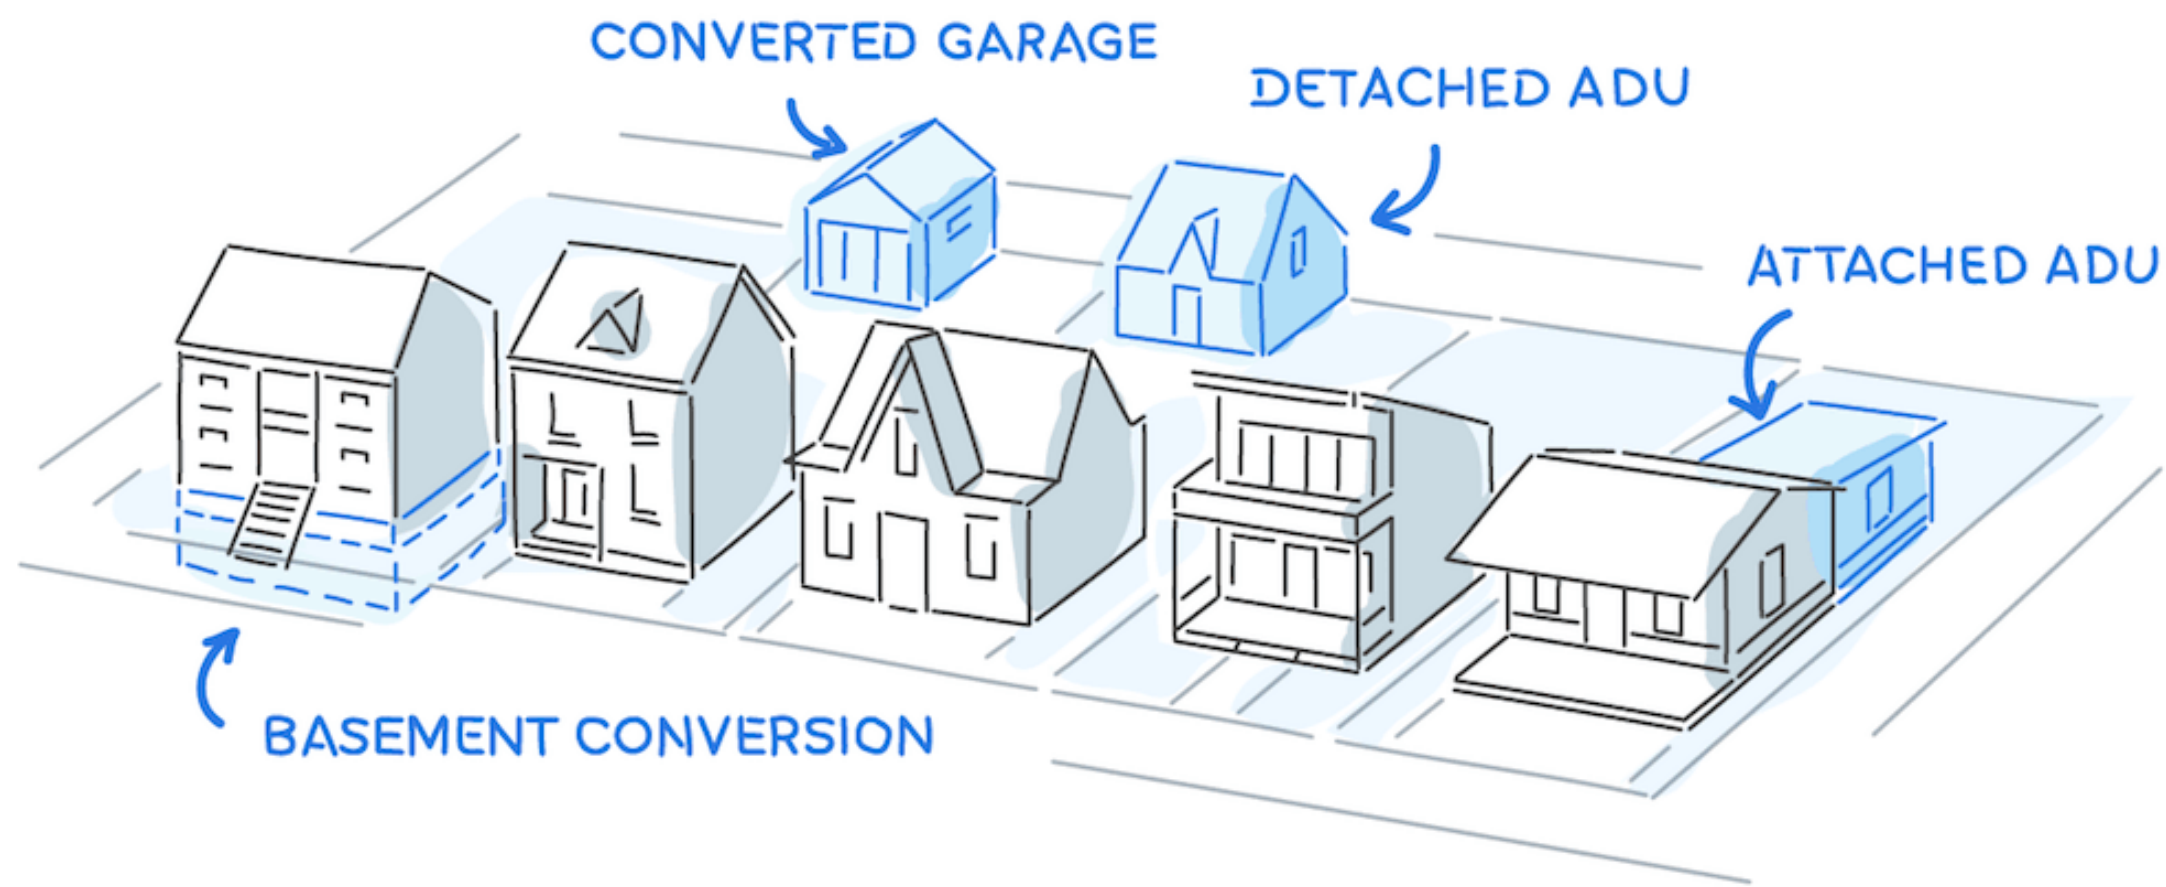 CONVERTED GARAGE
DETACHED ADU
ATTACHED ADU
BASEMENT CONVERSION